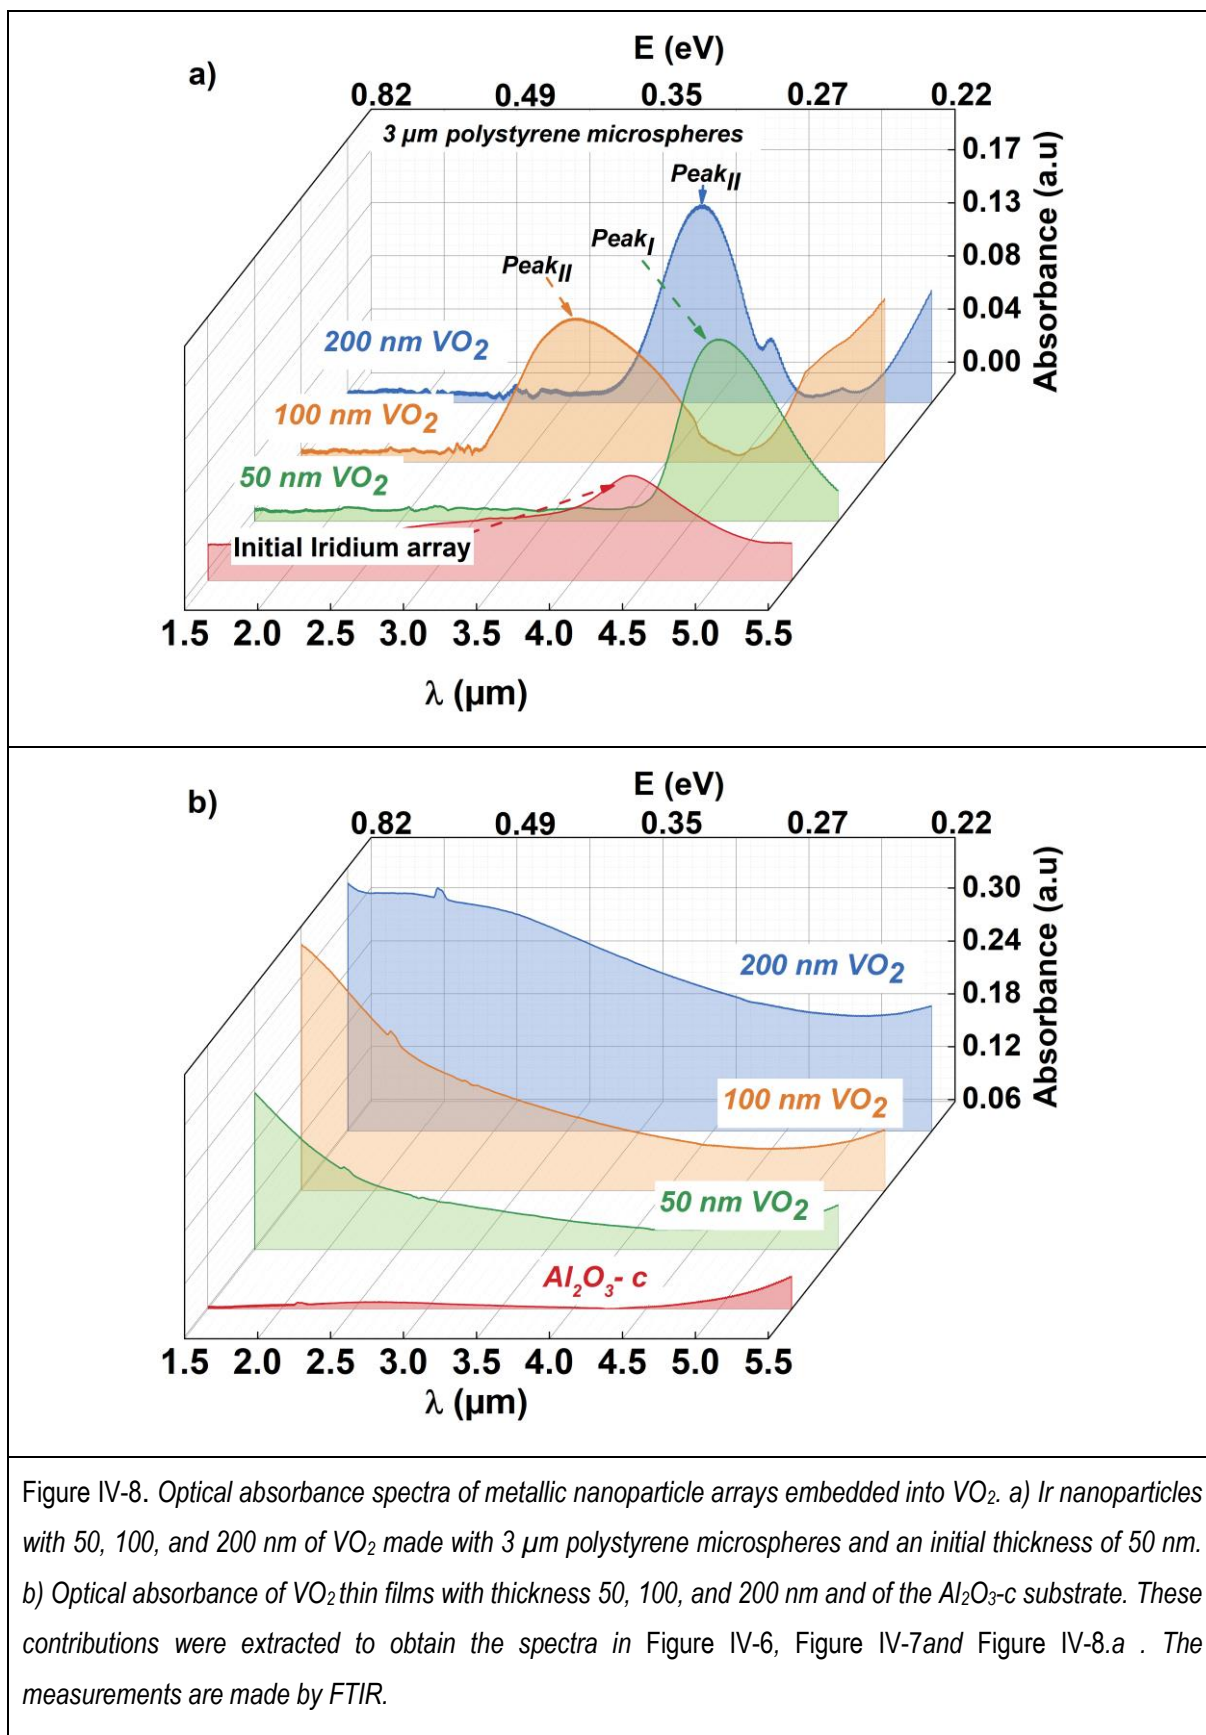 a)
E (eV)
0.82 0.49 0.35 0.27 0.22
3 µm polystyrene microspheres
0.17
0.13
0.08
0.04
0.00
Absorbance (a.u)
Peak_II
Peak_I
Peak_II
200 nm VO₂
100 nm VO₂
50 nm VO₂
Initial Iridium array
1.5 2.0 2.5 3.0 3.5 4.0 4.5 5.0 5.5
λ (µm)
b)
E (eV)
0.82 0.49 0.35 0.27 0.22
0.30
0.24
0.18
0.12
0.06
Absorbance (a.u)
200 nm VO₂
100 nm VO₂
50 nm VO₂
Al₂O₃- c
1.5 2.0 2.5 3.0 3.5 4.0 4.5 5.0 5.5
λ (µm)
Figure IV-8. Optical absorbance spectra of metallic nanoparticle arrays embedded into VO₂. a) Ir nanoparticles
with 50, 100, and 200 nm of VO₂ made with 3 µm polystyrene microspheres and an initial thickness of 50 nm.
b) Optical absorbance of VO₂ thin films with thickness 50, 100, and 200 nm and of the Al₂O₃-c substrate. These
contributions were extracted to obtain the spectra in Figure IV-6, Figure IV-7and Figure IV-8.a . The
measurements are made by FTIR.